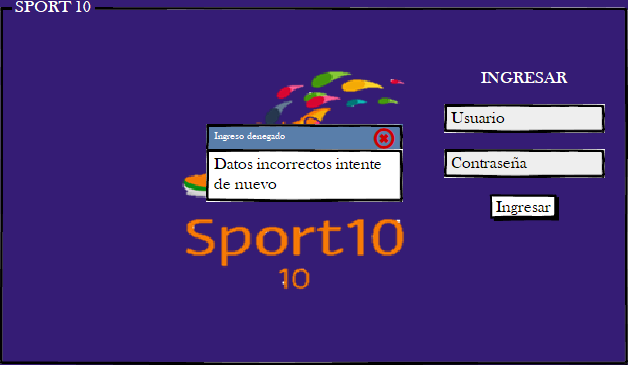 SPORT 10
INGRESAR
Usuario
Contraseña
Ingresar
Ingreso denegado
Datos incorrectos intente
de nuevo
Sport10
10